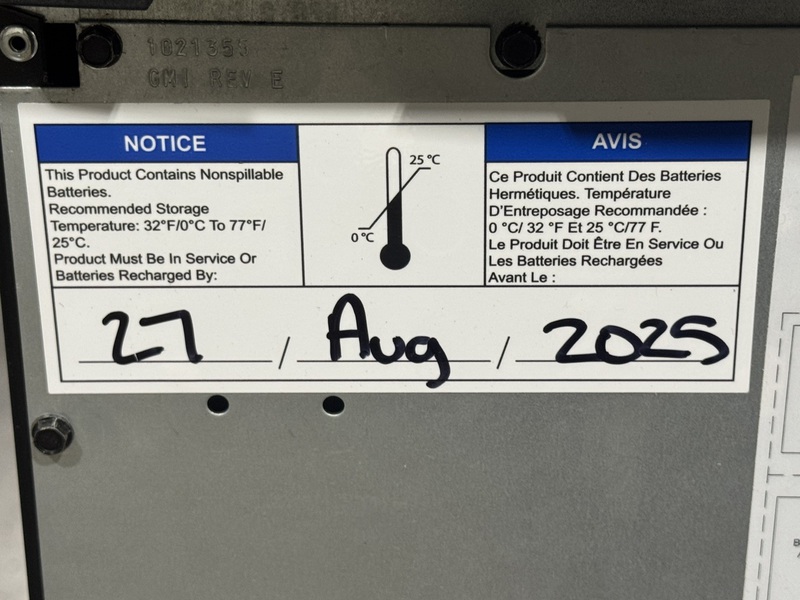 1021355
GMI REV E
NOTICE
This Product Contains Nonspillable
Batteries.
Recommended Storage
Temperature: 32°F/0°C To 77°F/
25°C.
Product Must Be In Service Or
Batteries Recharged By:
25 °C
0 °C
AVIS
Ce Produit Contient Des Batteries
Hermétiques. Température
D'Entreposage Recommandée :
0 °C/ 32 °F Et 25 °C/77 F.
Le Produit Doit Être En Service Ou
Les Batteries Rechargées
Avant Le :
27 / Aug / 2025